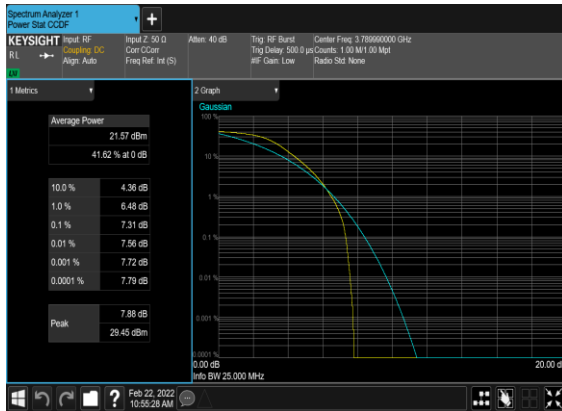 Spectrum Analyzer 1
Power Stat CCDF
KEYSIGHT
Input: RF
Input Z: 50 Ω
Atten: 40 dB
Trig: RF Burst
Center Freq: 3.789990000 GHz
RL
Coupling: DC
Corr CCorr
Trig Delay: 500.0 µs
Counts: 1.00 M/1.00 Mpt
Align: Auto
Freq Ref: Int (S)
#IF Gain: Low
Radio Std: None
1 Metrics
2 Graph
Gaussian
Average Power
21.57 dBm
41.62 % at 0 dB
10.0 % 4.36 dB
1.0 % 6.48 dB
0.1 % 7.31 dB
0.01 % 7.56 dB
0.001 % 7.72 dB
0.0001 % 7.79 dB
Peak
7.88 dB
29.45 dBm
100 %
10 %
1 %
0.1 %
0.01 %
0.001 %
0.0001 %
0.00 dB
20.00 d
Info BW 25.000 MHz
?
Feb 22, 2022
10:55:28 AM